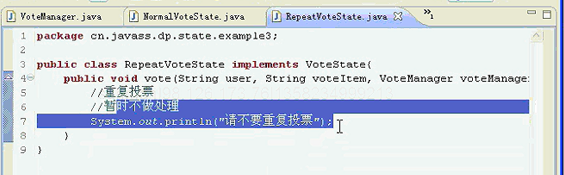 VoteManager.java NormalVoteState.java RepeatVoteState.java »1
1 package cn.javass.dp.state.example3;
2
3 public class RepeatVoteState implements VoteState{
4 public void vote(String user, String voteItem, VoteManager voteManager
5 //重复投票
6 //暂时不做处理
7 System.out.println("请不要重复投票");
8 }
9 }